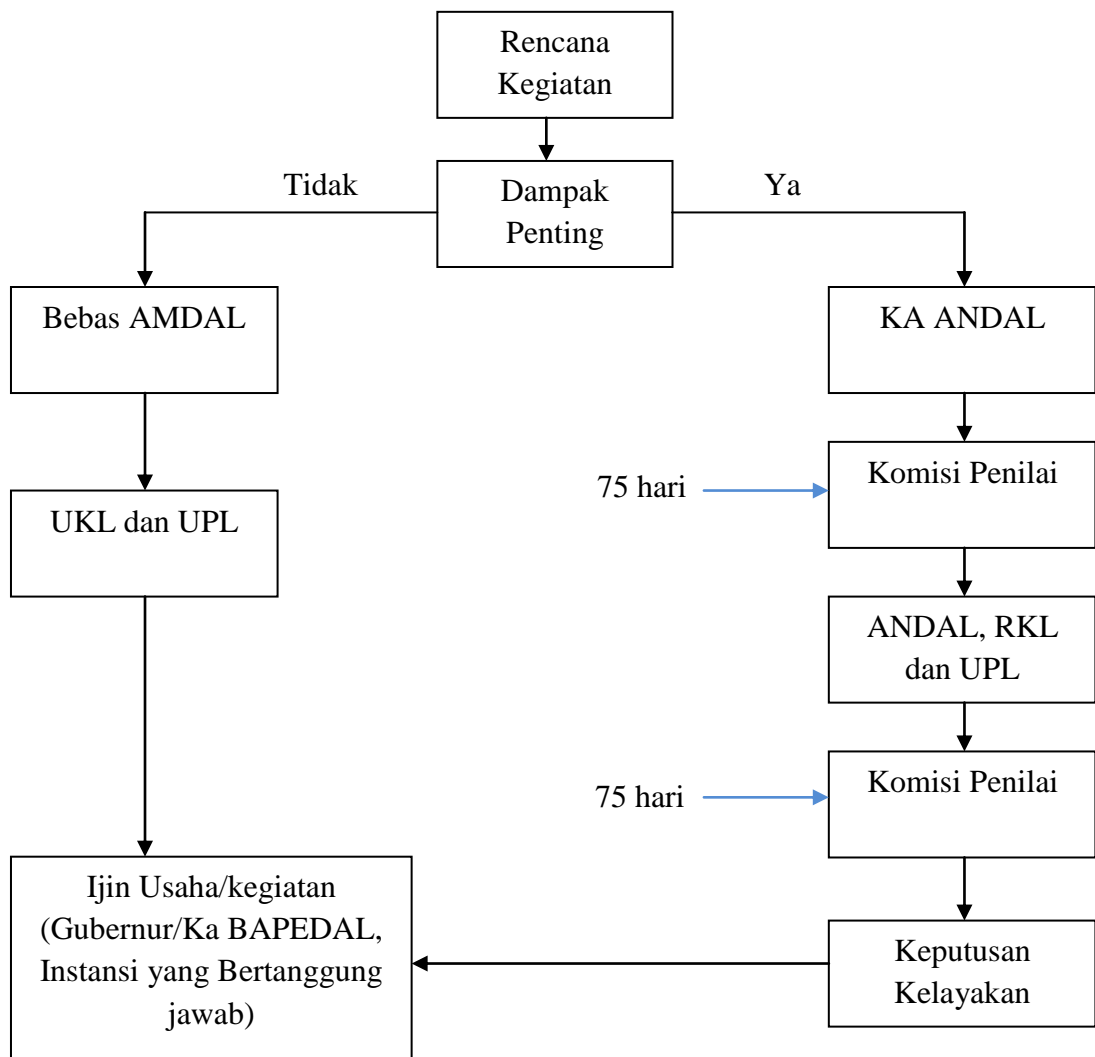 Rencana
Kegiatan
Tidak
Dampak
Penting
Ya
Bebas AMDAL
KA ANDAL
75 hari
Komisi Penilai
UKL dan UPL
ANDAL, RKL
dan UPL
75 hari
Komisi Penilai
Ijin Usaha/kegiatan
(Gubernur/Ka BAPEDAL,
Instansi yang Bertanggung
jawab)
Keputusan
Kelayakan